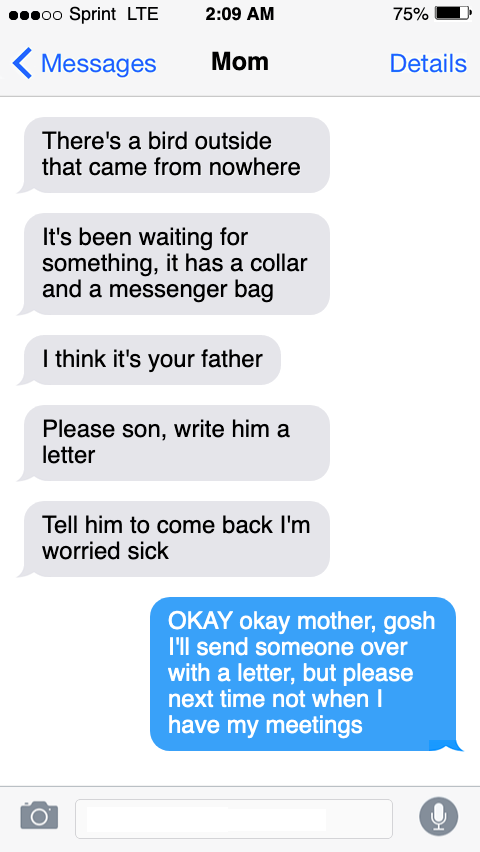 Sprint LTE 2:09 AM 75%
Messages Mom Details
There's a bird outside
that came from nowhere
It's been waiting for
something, it has a collar
and a messenger bag
I think it's your father
Please son, write him a
letter
Tell him to come back I'm
worried sick
OKAY okay mother, gosh
I'll send someone over
with a letter, but please
next time not when I
have my meetings